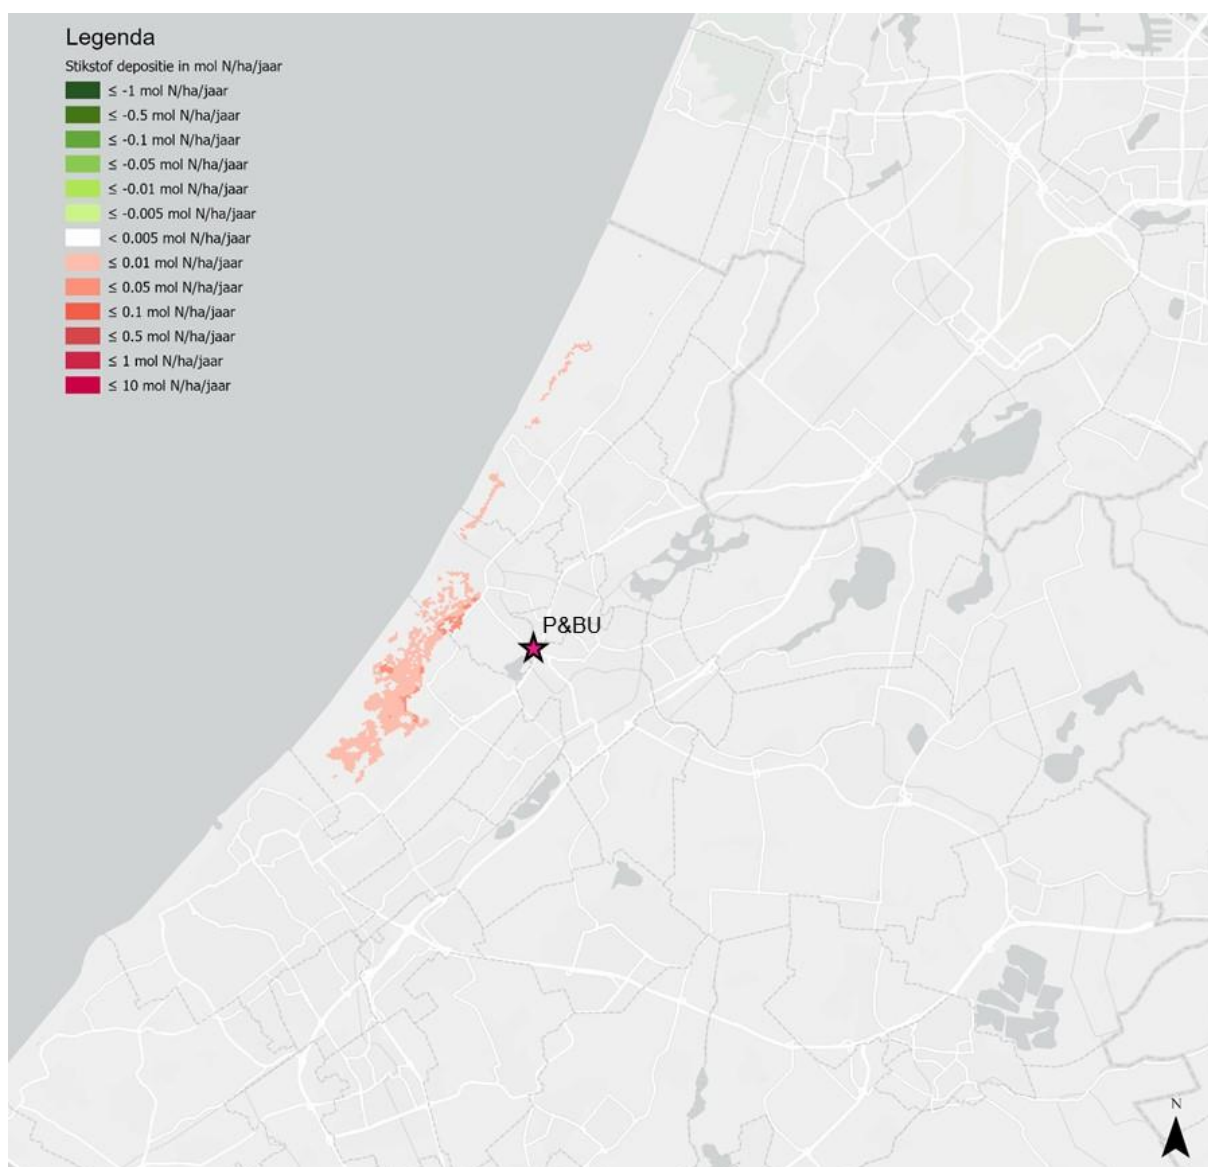 Legenda
Stikstof depositie in mol N/ha/jaar
≤ -1 mol N/ha/jaar
≤ -0.5 mol N/ha/jaar
≤ -0.1 mol N/ha/jaar
≤ -0.05 mol N/ha/jaar
≤ -0.01 mol N/ha/jaar
≤ -0.005 mol N/ha/jaar
< 0.005 mol N/ha/jaar
≤ 0.01 mol N/ha/jaar
≤ 0.05 mol N/ha/jaar
≤ 0.1 mol N/ha/jaar
≤ 0.5 mol N/ha/jaar
≤ 1 mol N/ha/jaar
≤ 10 mol N/ha/jaar
P&BU
N